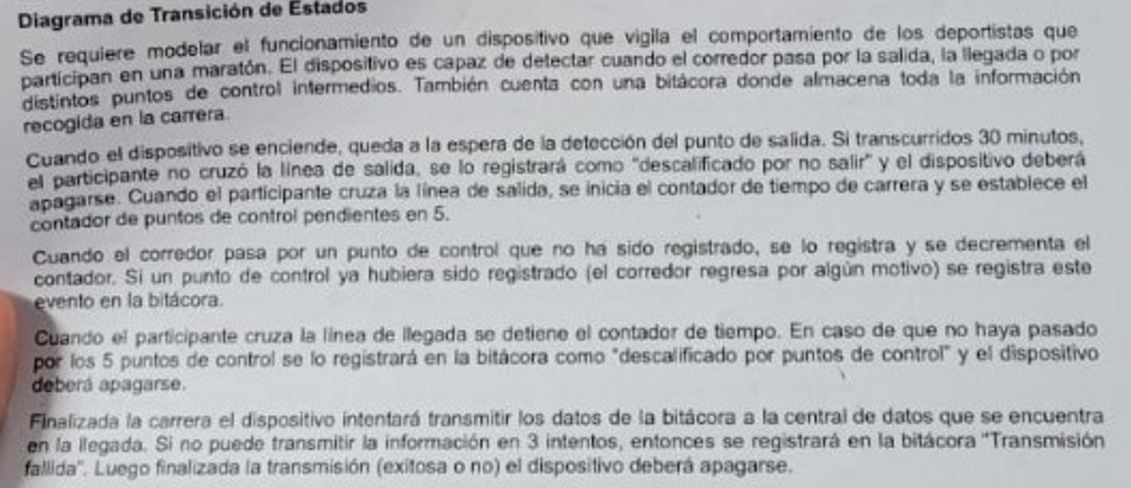 Diagrama de Transición de Estados
Se requiere modelar el funcionamiento de un dispositivo que vigila el comportamiento de los deportistas que
participan en una maratón. El dispositivo es capaz de detectar cuando el corredor pasa por la salida, la llegada o por
distintos puntos de control intermedios. También cuenta con una bitácora donde almacena toda la información
recogida en la carrera.
Cuando el dispositivo se enciende, queda a la espera de la detección del punto de salida. Si transcurridos 30 minutos,
el participante no cruzó la línea de salida, se lo registrará como "descalificado por no salir" y el dispositivo deberá
apagarse. Cuando el participante cruza la línea de salida, se inicia el contador de tiempo de carrera y se establece el
contador de puntos de control pendientes en 5.
Cuando el corredor pasa por un punto de control que no ha sido registrado, se lo registra y se decrementa el
contador. Si un punto de control ya hubiera sido registrado (el corredor regresa por algún motivo) se registra este
evento en la bitácora.
Cuando el participante cruza la línea de llegada se detiene el contador de tiempo. En caso de que no haya pasado
por los 5 puntos de control se lo registrará en la bitácora como "descalificado por puntos de control" y el dispositivo
deberá apagarse.
Finalizada la carrera el dispositivo intentará transmitir los datos de la bitácora a la central de datos que se encuentra
en la llegada. Si no puede transmitir la información en 3 intentos, entonces se registrará en la bitácora "Transmisión
fallida". Luego finalizada la transmisión (exitosa o no) el dispositivo deberá apagarse.